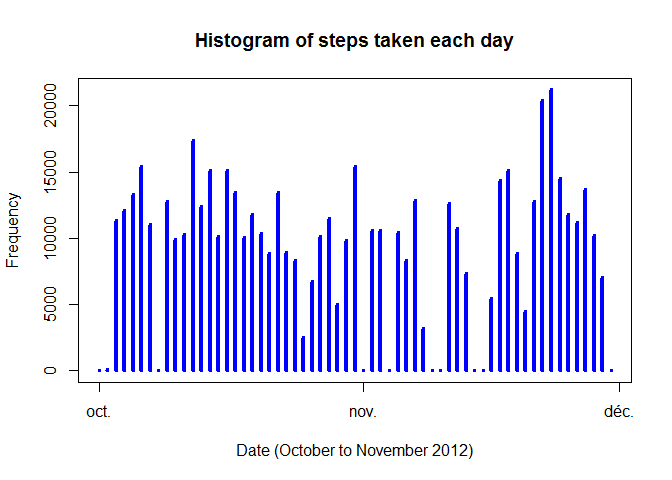 Histogram of steps taken each day
Frequency
20000
15000
10000
5000
0
oct. nov. déc.
Date (October to November 2012)